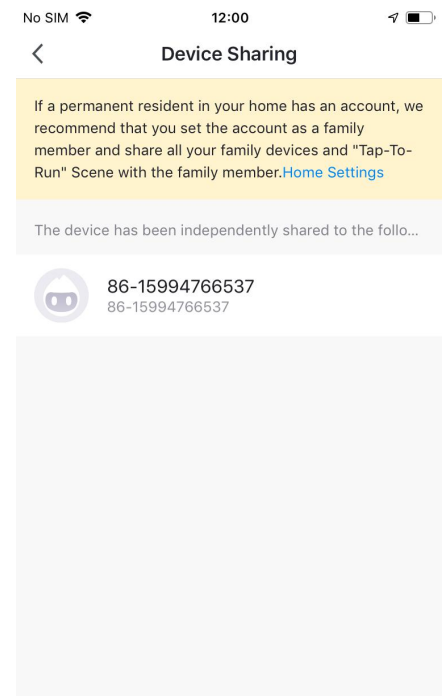 No SIM 12:00
Device Sharing
If a permanent resident in your home has an account, we
recommend that you set the account as a family
member and share all your family devices and "Tap-To-
Run" Scene with the family member.Home Settings
The device has been independently shared to the follo...
86-15994766537
86-15994766537